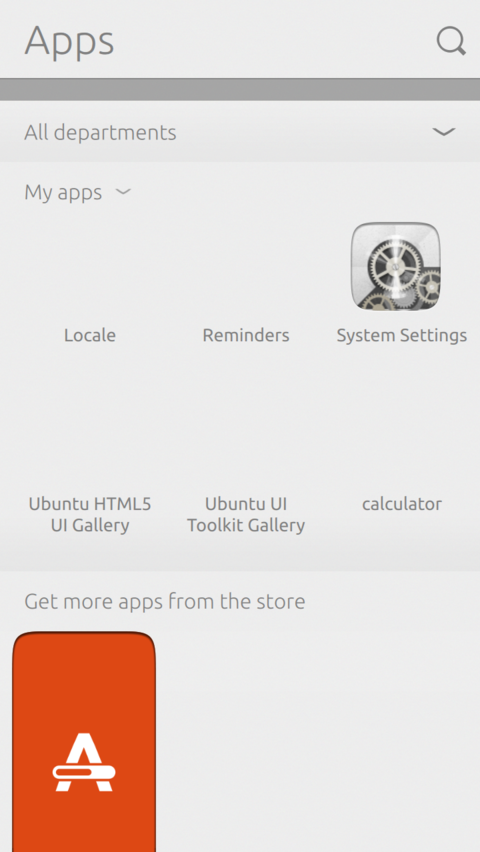 Apps
All departments
My apps
Locale
Reminders
System Settings
Ubuntu HTML5
UI Gallery
Ubuntu UI
Toolkit Gallery
calculator
Get more apps from the store